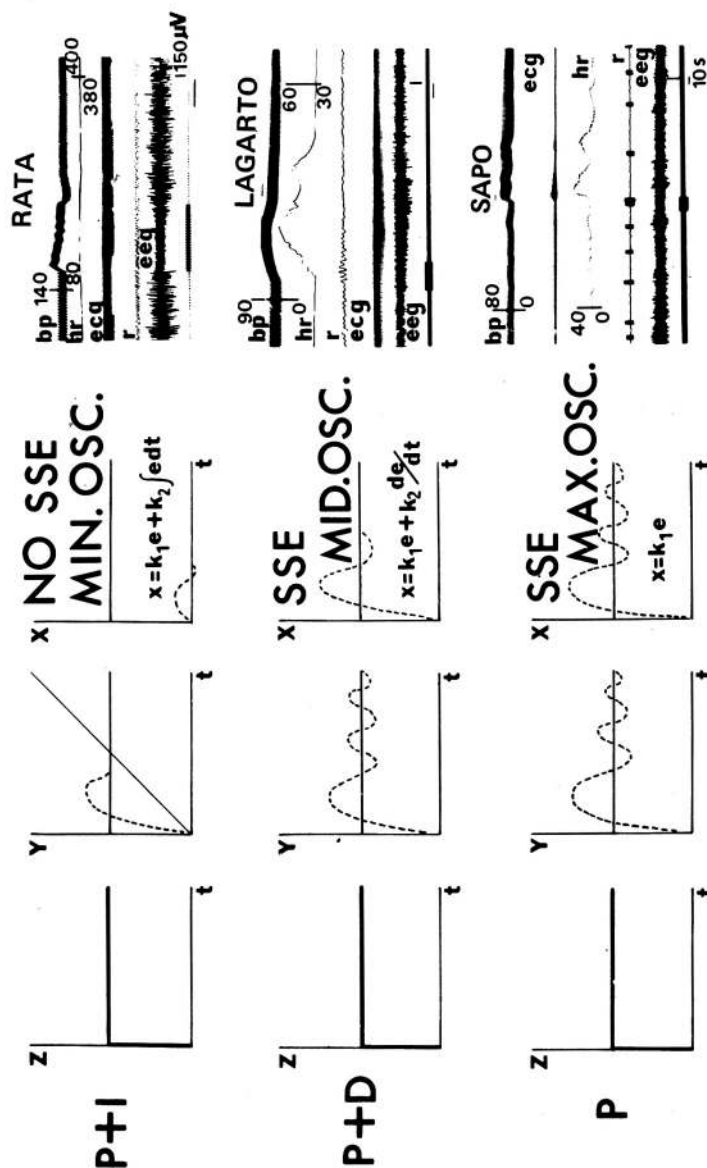 P+I
Z
t
Y
t
X
t
NO SSE
MIN. OSC.
x=k₁e+k₂∫edt
RATA
bp 140
80
400
hr
380
ecg
r
eeg
150µV
P+D
Z
t
Y
t
X
t
SSE
MID.OSC.
x=k₁e+k₂de/dt
LAGARTO
90
bp
0
60
hr
30
r
ecg
eeg
P
Z
t
Y
t
X
t
SSE
MAX.OSC.
x=k₁e
SAPO
bp 80
0
ecg
40
0
hr
r
eeg
10s